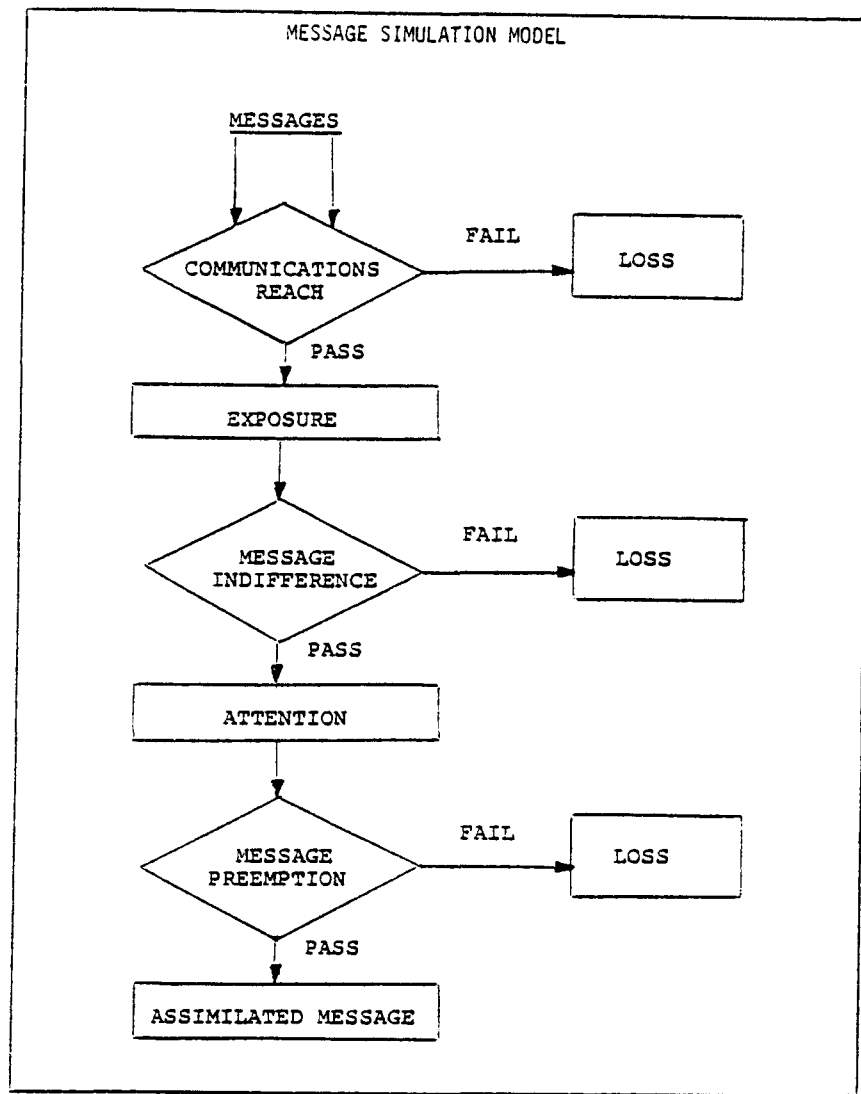 MESSAGE SIMULATION MODEL
MESSAGES
COMMUNICATIONS
REACH
FAIL
LOSS
PASS
EXPOSURE
MESSAGE
INDIFFERENCE
FAIL
LOSS
PASS
ATTENTION
MESSAGE
PREEMPTION
FAIL
LOSS
PASS
ASSIMILATED MESSAGE